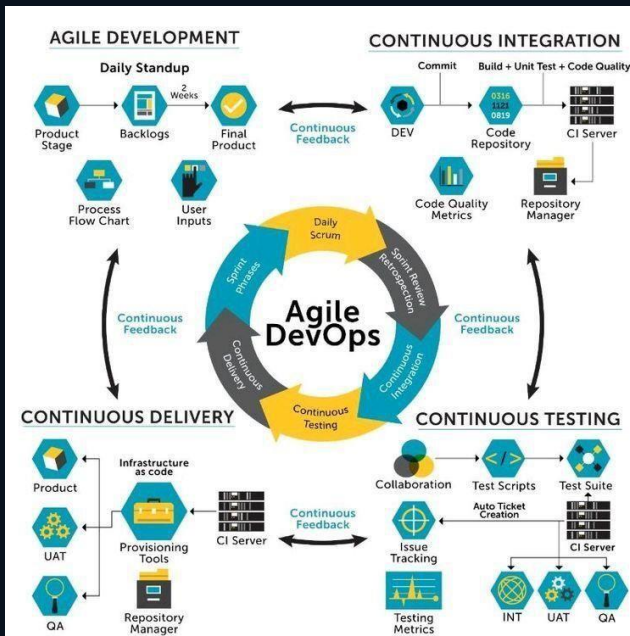 AGILE DEVELOPMENT
Daily Standup
2
Weeks
Product
Stage
Backlogs
Final
Product
Process
Flow Chart
User
Inputs
Continuous
Feedback
CONTINUOUS INTEGRATION
Commit
Build + Unit Test + Code Quality
0316
1121
0819
DEV
Code
Repository
CI Server
Code Quality
Metrics
Repository
Manager
Continuous
Feedback
Continuous
Feedback
Agile
DevOps
Daily
Scrum
Sprint Review
Retrospection
Continuous
Integration
Continuous
Testing
Continuous
Delivery
Sprint
Phrases
CONTINUOUS DELIVERY
Product
Infrastructure
as code
UAT
Provisioning
Tools
CI Server
QA
Repository
Manager
Continuous
Feedback
CONTINUOUS TESTING
Collaboration
Test Scripts
Test Suite
Auto Ticket
Creation
Issue
Tracking
CI Server
Testing
Metrics
INT
UAT
QA